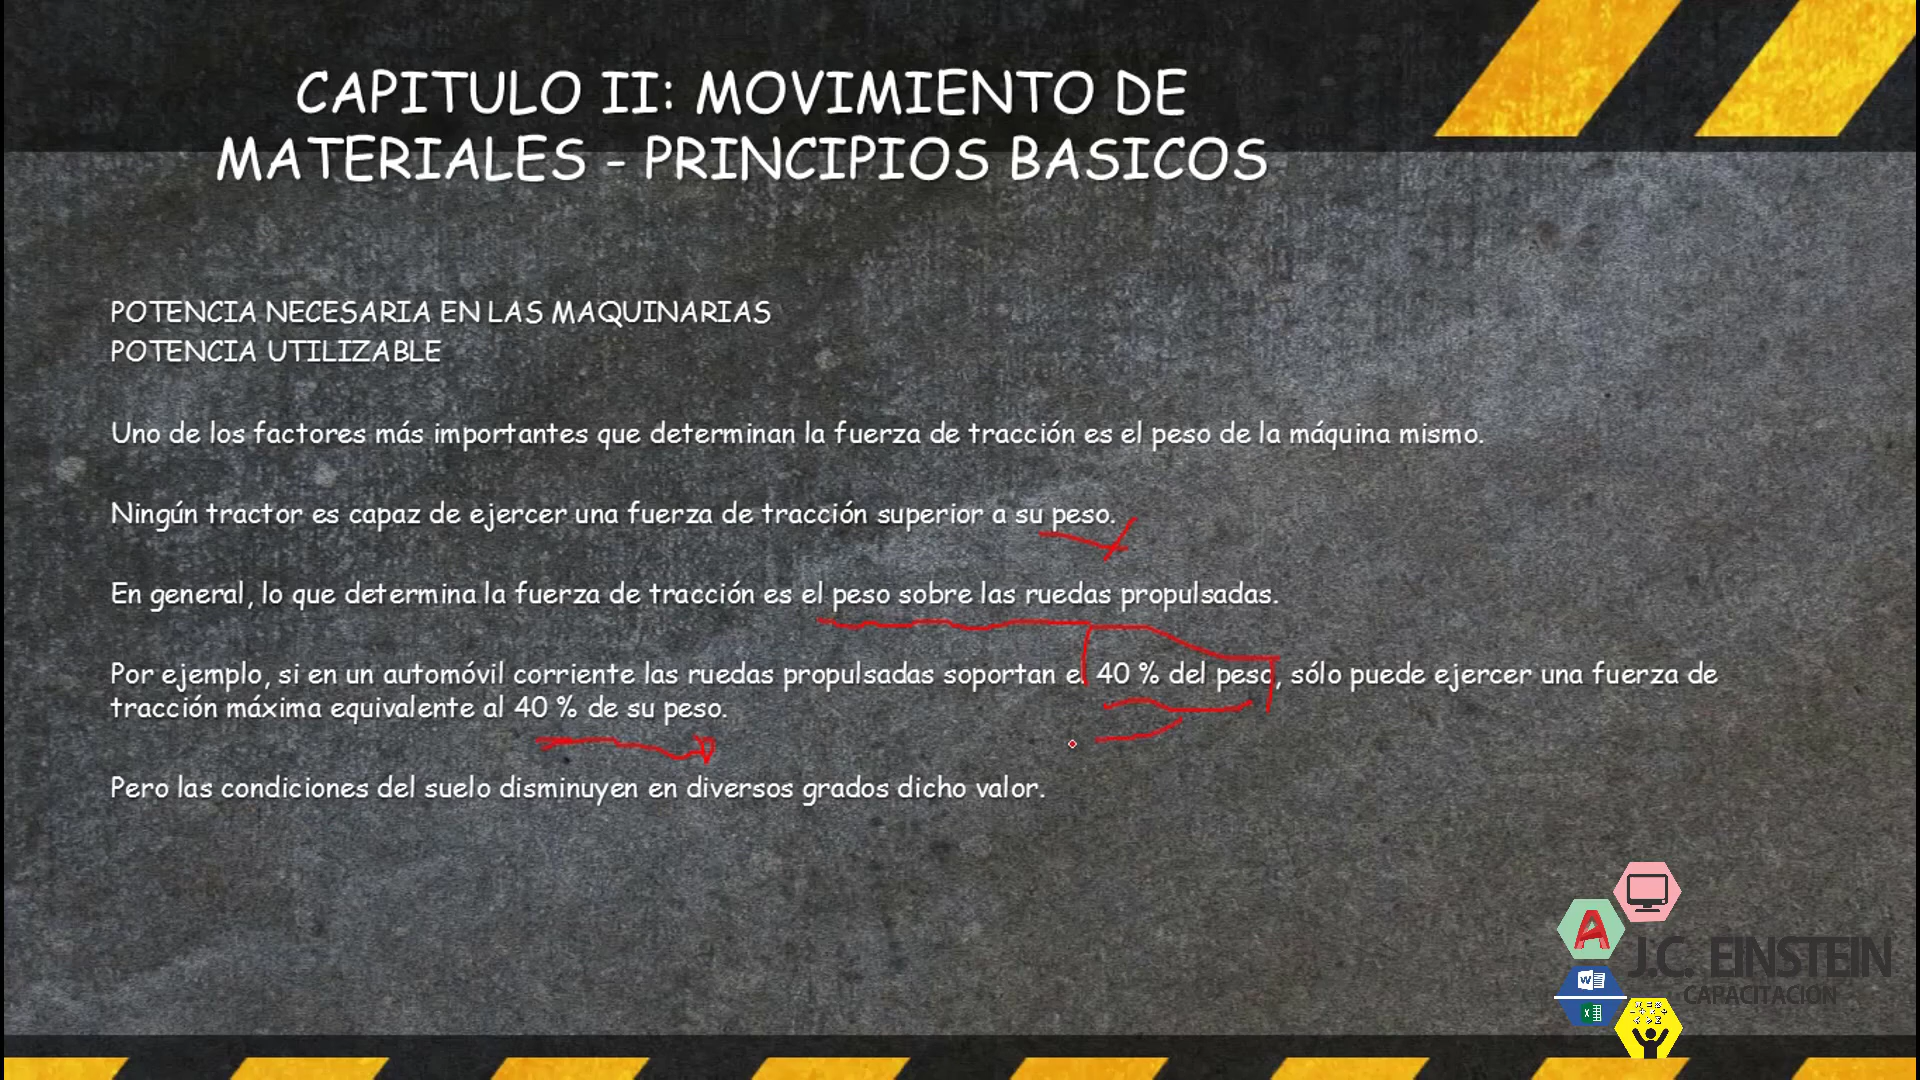 CAPITULO II: MOVIMIENTO DE
MATERIALES - PRINCIPIOS BASICOS
POTENCIA NECESARIA EN LAS MAQUINARIAS
POTENCIA UTILIZABLE
Uno de los factores más importantes que determinan la fuerza de tracción es el peso de la máquina mismo.
Ningún tractor es capaz de ejercer una fuerza de tracción superior a su peso.
En general, lo que determina la fuerza de tracción es el peso sobre las ruedas propulsadas.
Por ejemplo, si en un automóvil corriente las ruedas propulsadas soportan el 40 % del peso, sólo puede ejercer una fuerza de
tracción máxima equivalente al 40 % de su peso.
Pero las condiciones del suelo disminuyen en diversos grados dicho valor.
J.C. EINSTEIN
CAPACITACION